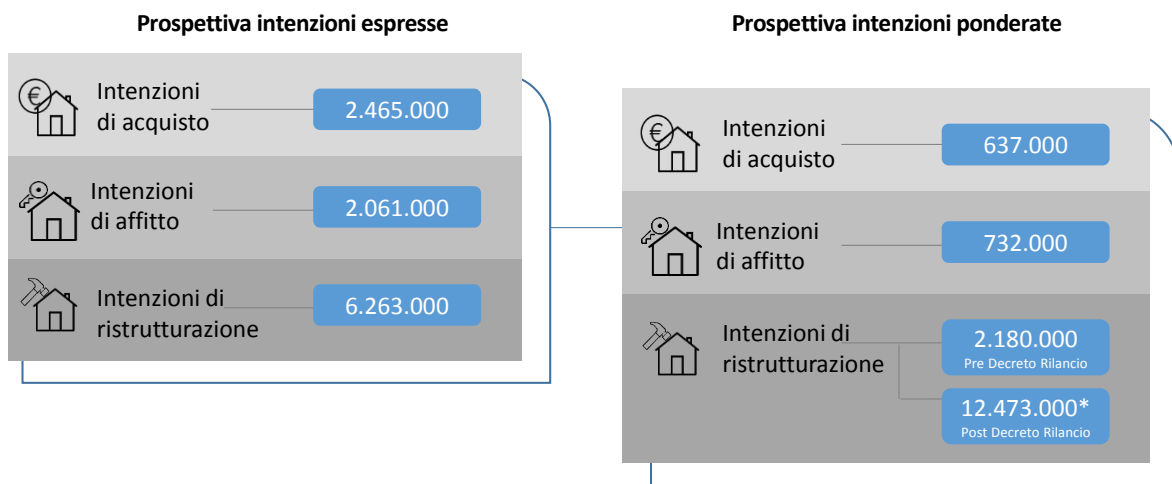 Prospettiva intenzioni espresse
Intenzioni
di acquisto
2.465.000
Intenzioni
di affitto
2.061.000
Intenzioni di
ristrutturazione
6.263.000
Prospettiva intenzioni ponderate
Intenzioni
di acquisto
637.000
Intenzioni
di affitto
732.000
Intenzioni di
ristrutturazione
2.180.000
Pre Decreto Rilancio
12.473.000*
Post Decreto Rilancio